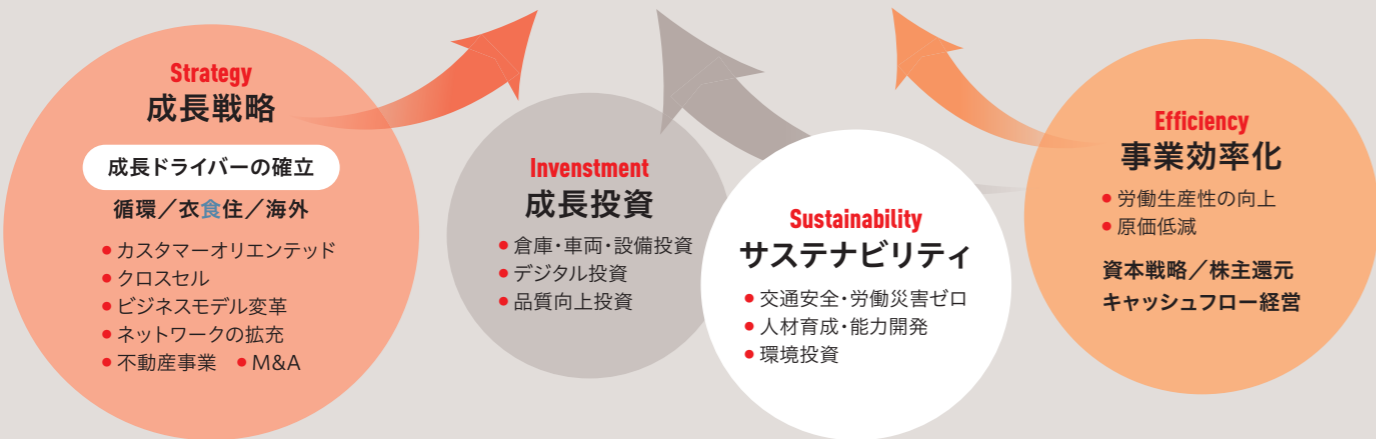 Strategy
成長戦略
成長ドライバーの確立
循環／衣食住／海外
● カスタマーオリエンテッド
● クロスセル
● ビジネスモデル変革
● ネットワークの拡充
● 不動産事業 ● M&A
Invenstment
成長投資
● 倉庫・車両・設備投資
● デジタル投資
● 品質向上投資
Sustainability
サステナビリティ
● 交通安全・労働災害ゼロ
● 人材育成・能力開発
● 環境投資
Efficiency
事業効率化
● 労働生産性の向上
● 原価低減
資本戦略／株主還元
キャッシュフロー経営